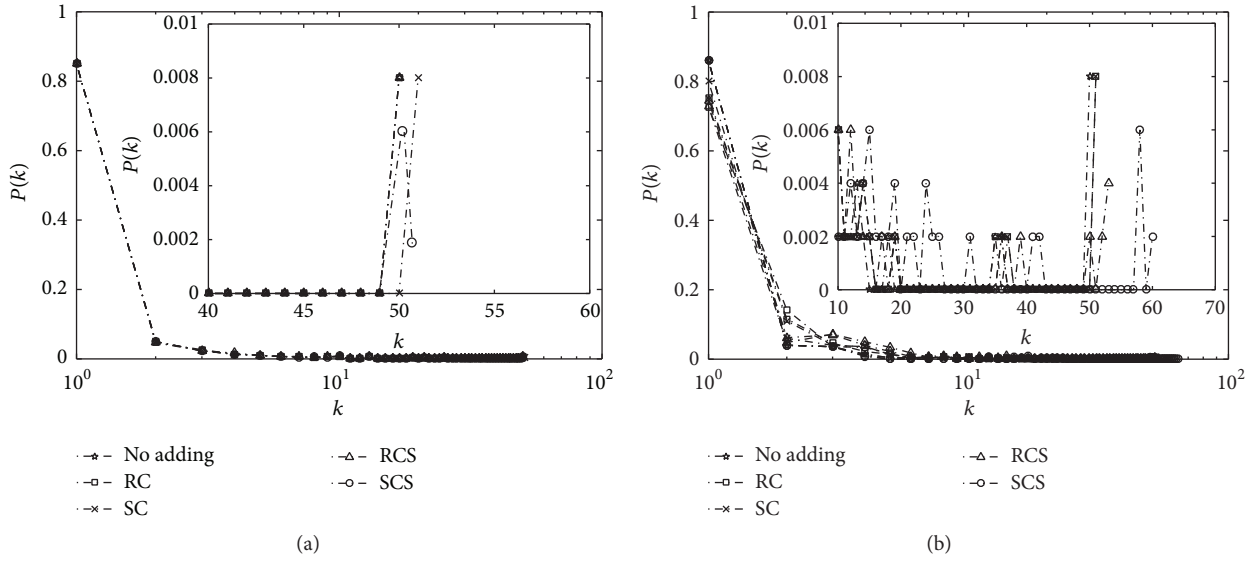 1
0.8
0.6
0.4
0.2
0
P(k)
10^0
10^1
10^2
k
0.01
0.008
0.006
0.004
0.002
0
P(k)
40
45
50
55
60
k
No adding
RC
SC
RCS
SCS
(a)
1
0.8
0.6
0.4
0.2
0
P(k)
10^0
10^1
10^2
k
0.01
0.008
0.006
0.004
0.002
0
P(k)
10
20
30
40
50
60
70
k
No adding
RC
SC
RCS
SCS
(b)